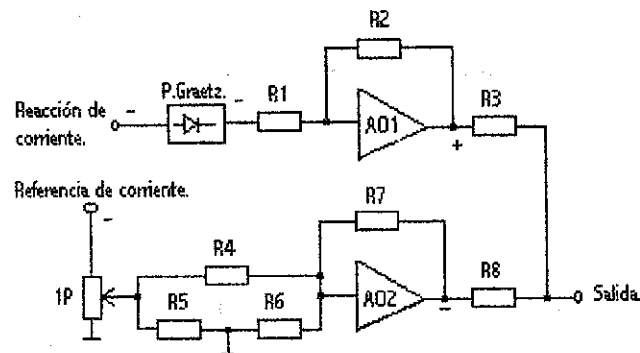 R2
P.Graetz.
R1
Reacción de
corriente.
AO1
R3
Referencia de corriente.
R7
R4
R8
1P
R5
R6
AO2
Salida.